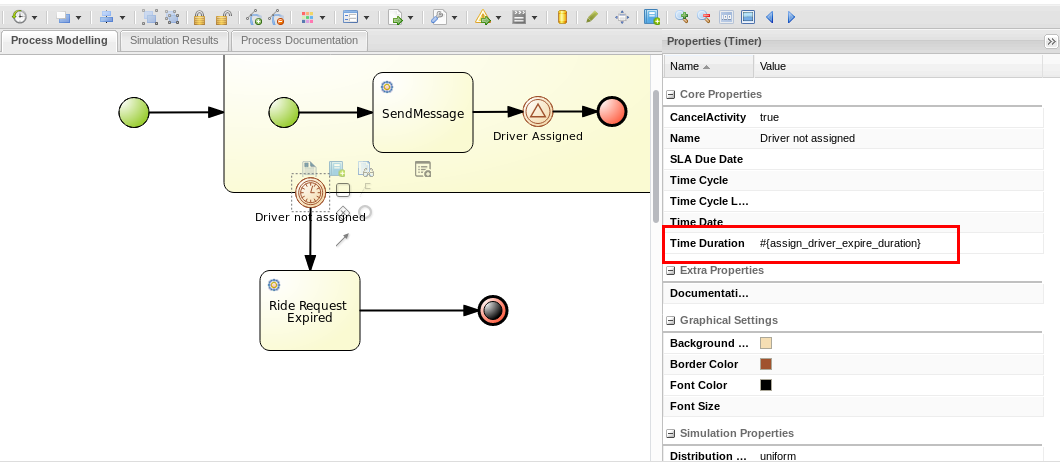 Process Modelling Simulation Results Process Documentation
Properties (Timer)
Name Value
Core Properties
CancelActivity true
Name Driver not assigned
SLA Due Date
Time Cycle
Time Cycle L...
Time Date
Time Duration #{assign_driver_expire_duration}
Extra Properties
Documentati...
Graphical Settings
Background ...
Border Color
Font Color
Font Size
Simulation Properties
Distribution ... uniform
SendMessage
Driver Assigned
Driver not assigned
Ride Request
Expired